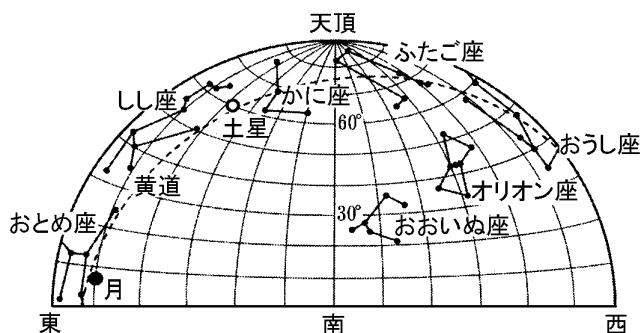 天頂
ふたご座
しし座
かに座
土星
60°
おうし座
黄道
オリオン座
おとめ座
30°
おおいぬ座
月
東
南
西